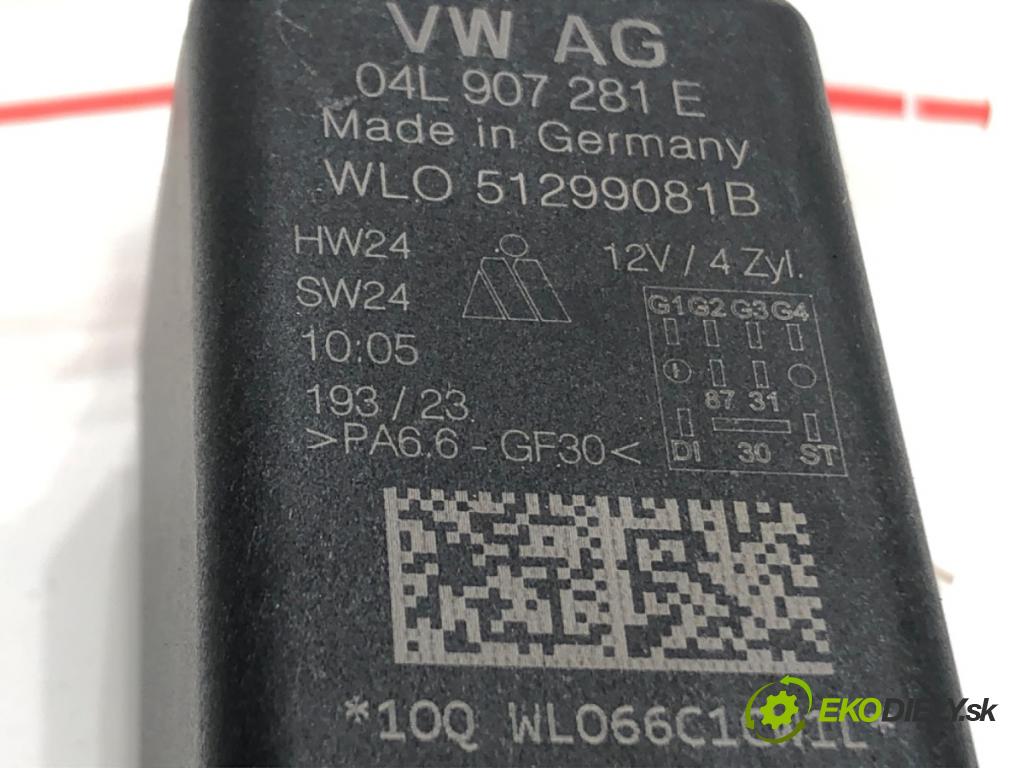 VW AG
04L 907 281 E
Made in Germany
WLO 51299081B
HW24
12V / 4 Zyl.
SW24
G1 G2 G3 G4
10:05
193 / 23
87 31
>PA6.6 - GF30<
DI 30 ST
*10Q
EKODIELY.sk